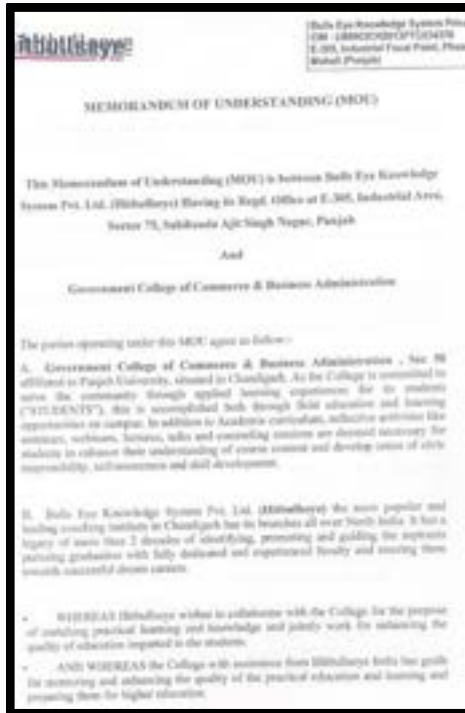 Hitbullseye
Bulls Eye Knowledge System Priva
E-305, Industrial Focal Point, Phase
Mohali (Punjab)
MEMORANDUM OF UNDERSTANDING (MOU)
This Memorandum of Understanding (MOU) is between Bulls Eye Knowledge
System Pvt. Ltd. (Hitbullseye) Having its Regd. Office at E-305, Industrial Area,
Sector 75, Sahibzada Ajit Singh Nagar, Punjab
And
Government College of Commerce & Business Administration
The parties operating under this MOU agree as follow:-
A. Government College of Commerce & Business Administration , Sec 50
affiliated to Panjab University, situated in Chandigarh. As the College is committed to
serve the community through applied learning experiences for its students
("STUDENTS"), this is accomplished both through field education and learning
opportunities on campus. In addition to Academic curriculum, activities like
seminars, webinars, lectures, talks and counseling sessions are deemed necessary for
students to enhance their understanding of course content and develop sense of civic
responsibility, and skill development.
B. Bulls Eye Knowledge System Pvt. Ltd. (Hitbullseye) the most popular and
leading coaching institute in Chandigarh has its branches all over North India. It has a
legacy of more than 2 decades of identifying, promoting and guiding the aspirants
pursuing graduation with fully dedicated and experienced faculty and steering them
towards successful dream careers.
- WHEREAS Hitbullseye wishes to collaborate with the College for the purpose
of practical learning and knowledge and jointly work for enhancing the
quality of education imparted to the students.
- AND WHEREAS the College with assistance from Hitbullseye India has
for mentoring and enhancing the quality of the practical education and learning and
preparing them for higher education.